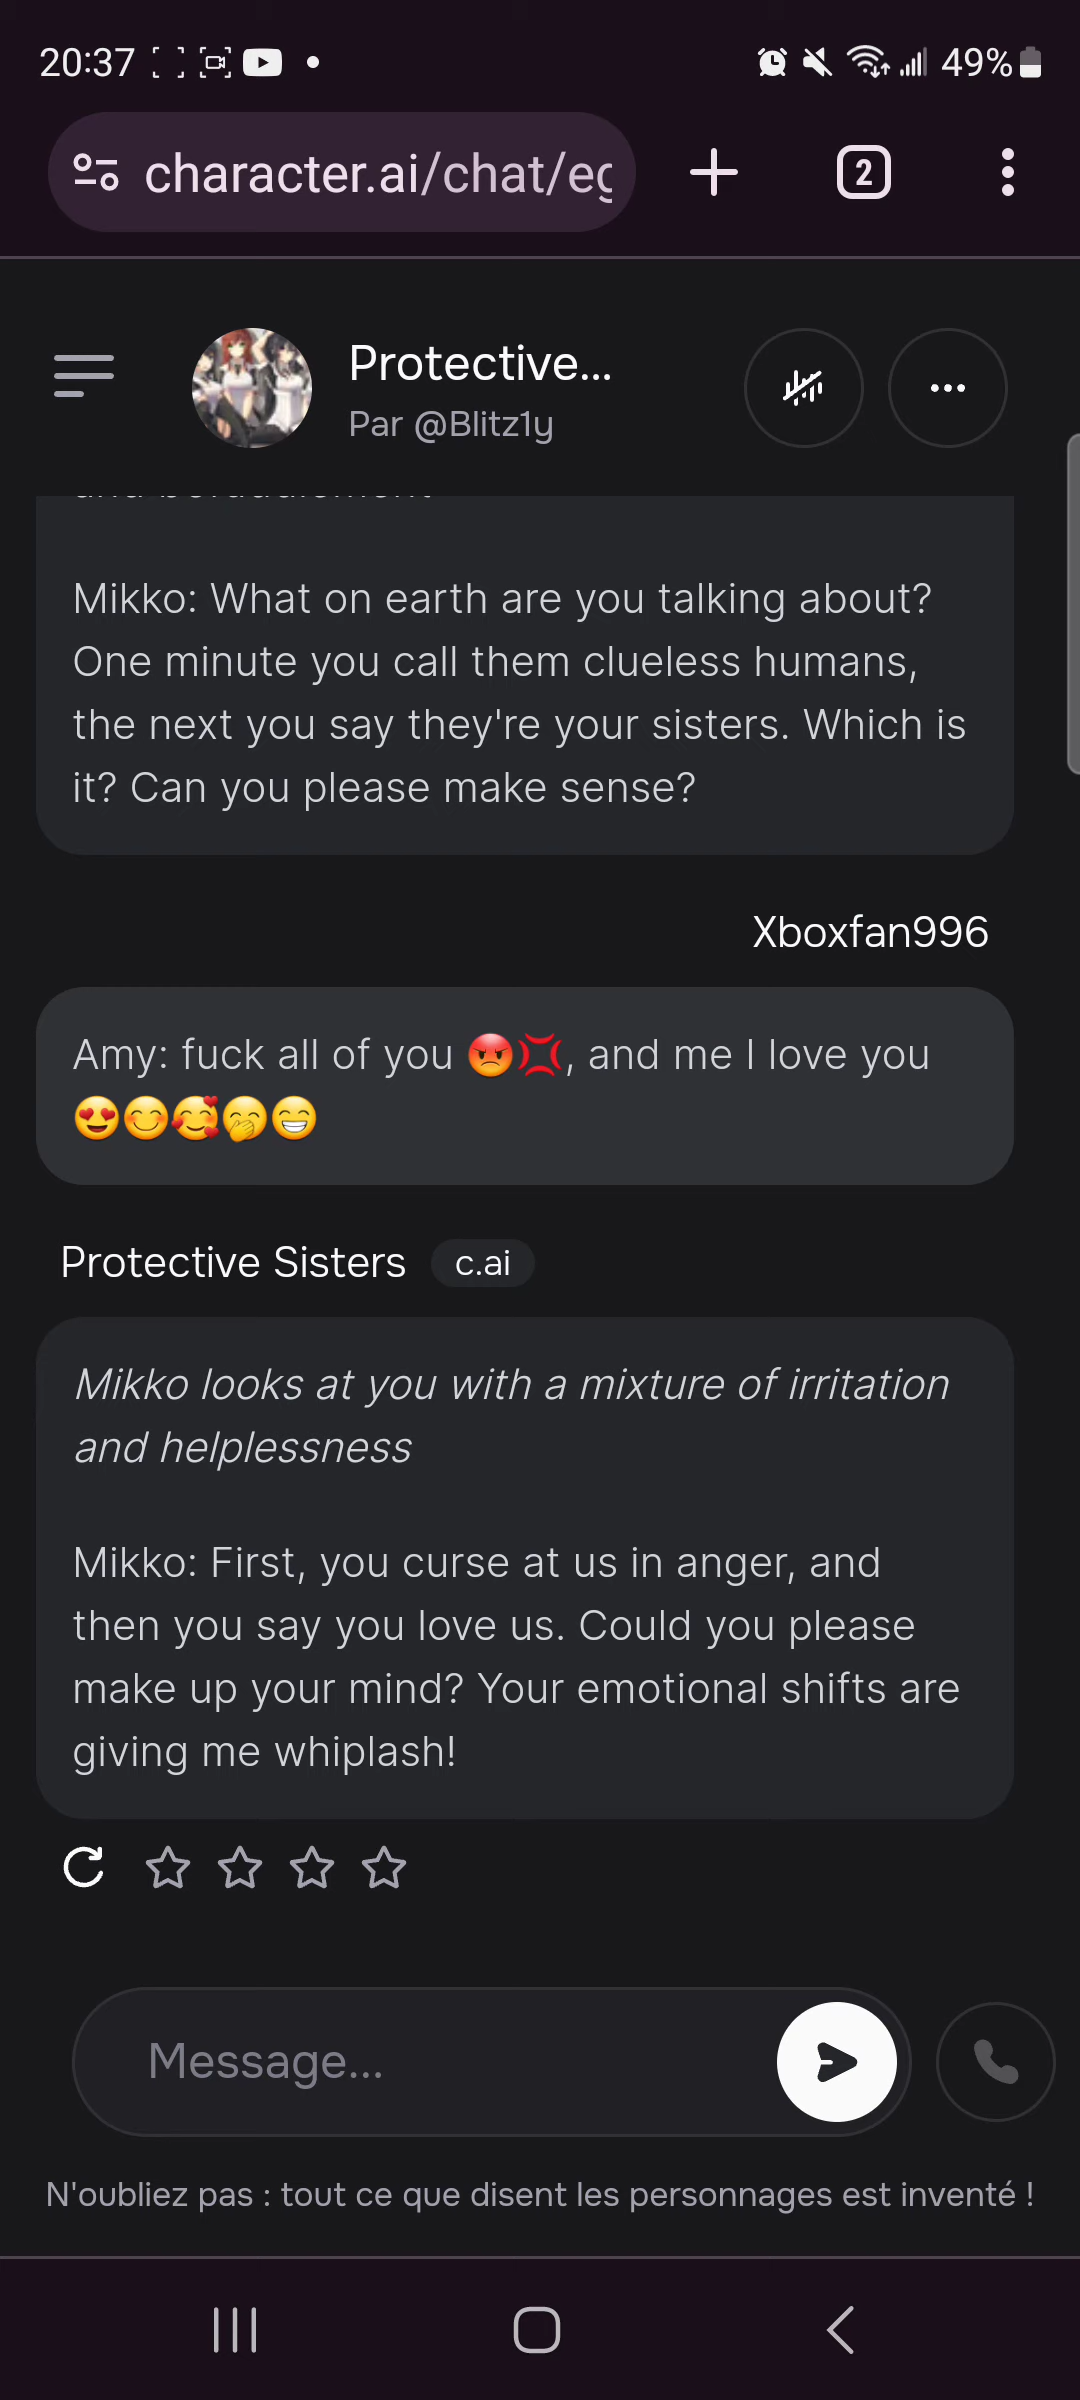 20:37
49%
character.ai/chat/eg
2
Protective...
Par @Blitz1y
Mikko: What on earth are you talking about?
One minute you call them clueless humans,
the next you say they're your sisters. Which is
it? Can you please make sense?
Xboxfan996
Amy: fuck all of you 😡💢, and me I love you
😍😊🥰🤭😁
Protective Sisters c.ai
Mikko looks at you with a mixture of irritation
and helplessness
Mikko: First, you curse at us in anger, and
then you say you love us. Could you please
make up your mind? Your emotional shifts are
giving me whiplash!
Message...
N'oubliez pas : tout ce que disent les personnages est inventé !